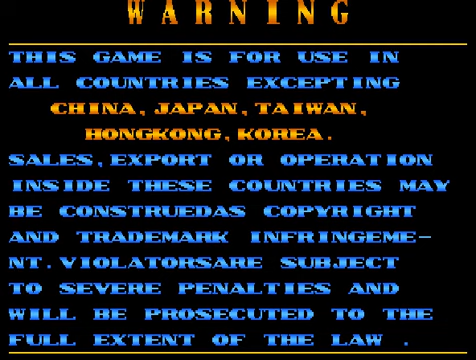 WARNING
THIS GAME IS FOR USE IN
ALL COUNTRIES EXCEPTING
CHINA, JAPAN, TAIWAN,
HONGKONG, KOREA.
SALES, EXPORT OR OPERATION
INSIDE THESE COUNTRIES MAY
BE CONSTRUEDAS COPYRIGHT
AND TRADEMARK INFRINGEME-
NT. VIOLATORSARE SUBJECT
TO SEVERE PENALTIES AND
WILL BE PROSECUTED TO THE
FULL EXTENT OF THE LAW .